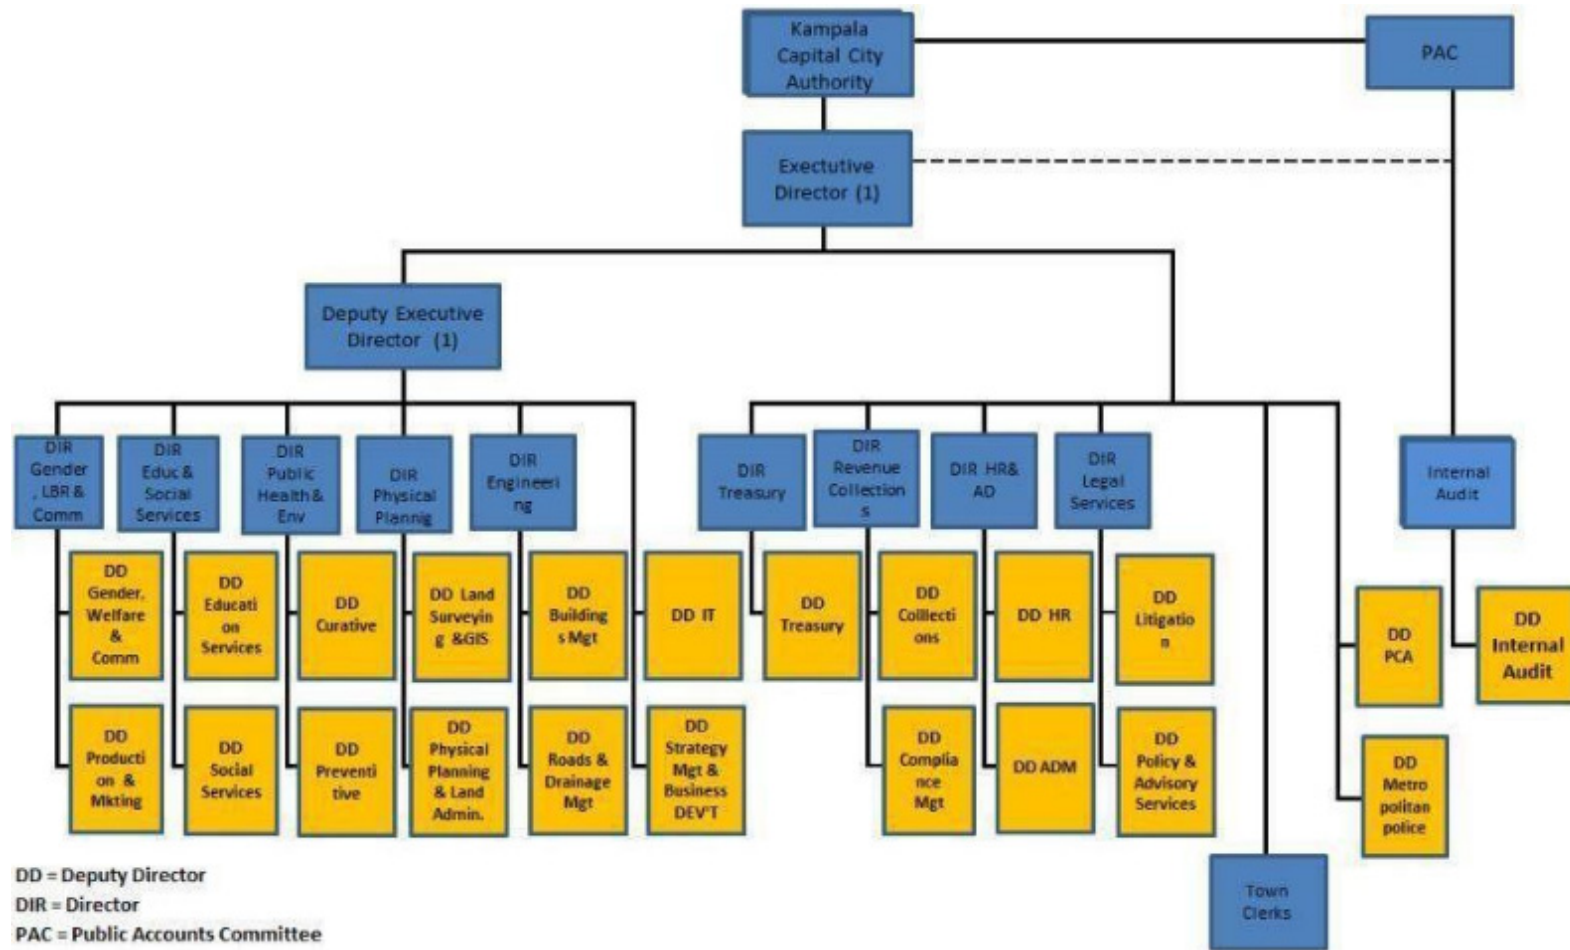 Kampala
Capital City
Authority
PAC
Exectutive
Director (1)
Deputy Executive
Director (1)
DIR
Gender
, LBR &
Comm
DIR
Educ &
Social
Services
DIR
Public
Health &
Env
DIR
Physical
Plannig
DIR
Engineeri
ng
DIR
Treasury
DIR
Revenue
Collection
s
DIR HR&
AD
DIR
Legal
Services
Internal
Audit
DD
Gender,
Welfare
&
Comm
DD
Educati
on
Services
DD
Curative
DD Land
Surveyin
g &GIS
DD
Building
s Mgt
DD IT
DD
Treasury
DD
Colllecti
ons
DD HR
DD
Litigatio
n
DD
PCA
DD
Internal
Audit
DD
Producti
on &
Mkting
DD
Social
Services
DD
Preventi
tive
DD
Physical
Planning
& Land
Admin.
DD
Roads &
Drainage
Mgt
DD
Strategy
Mgt &
Business
DEV'T
DD
Complia
nce
Mgt
DD ADM
DD
Policy &
Advisory
Services
DD
Metro
politan
police
Town
Clerks
DD = Deputy Director
DIR = Director
PAC = Public Accounts Committee